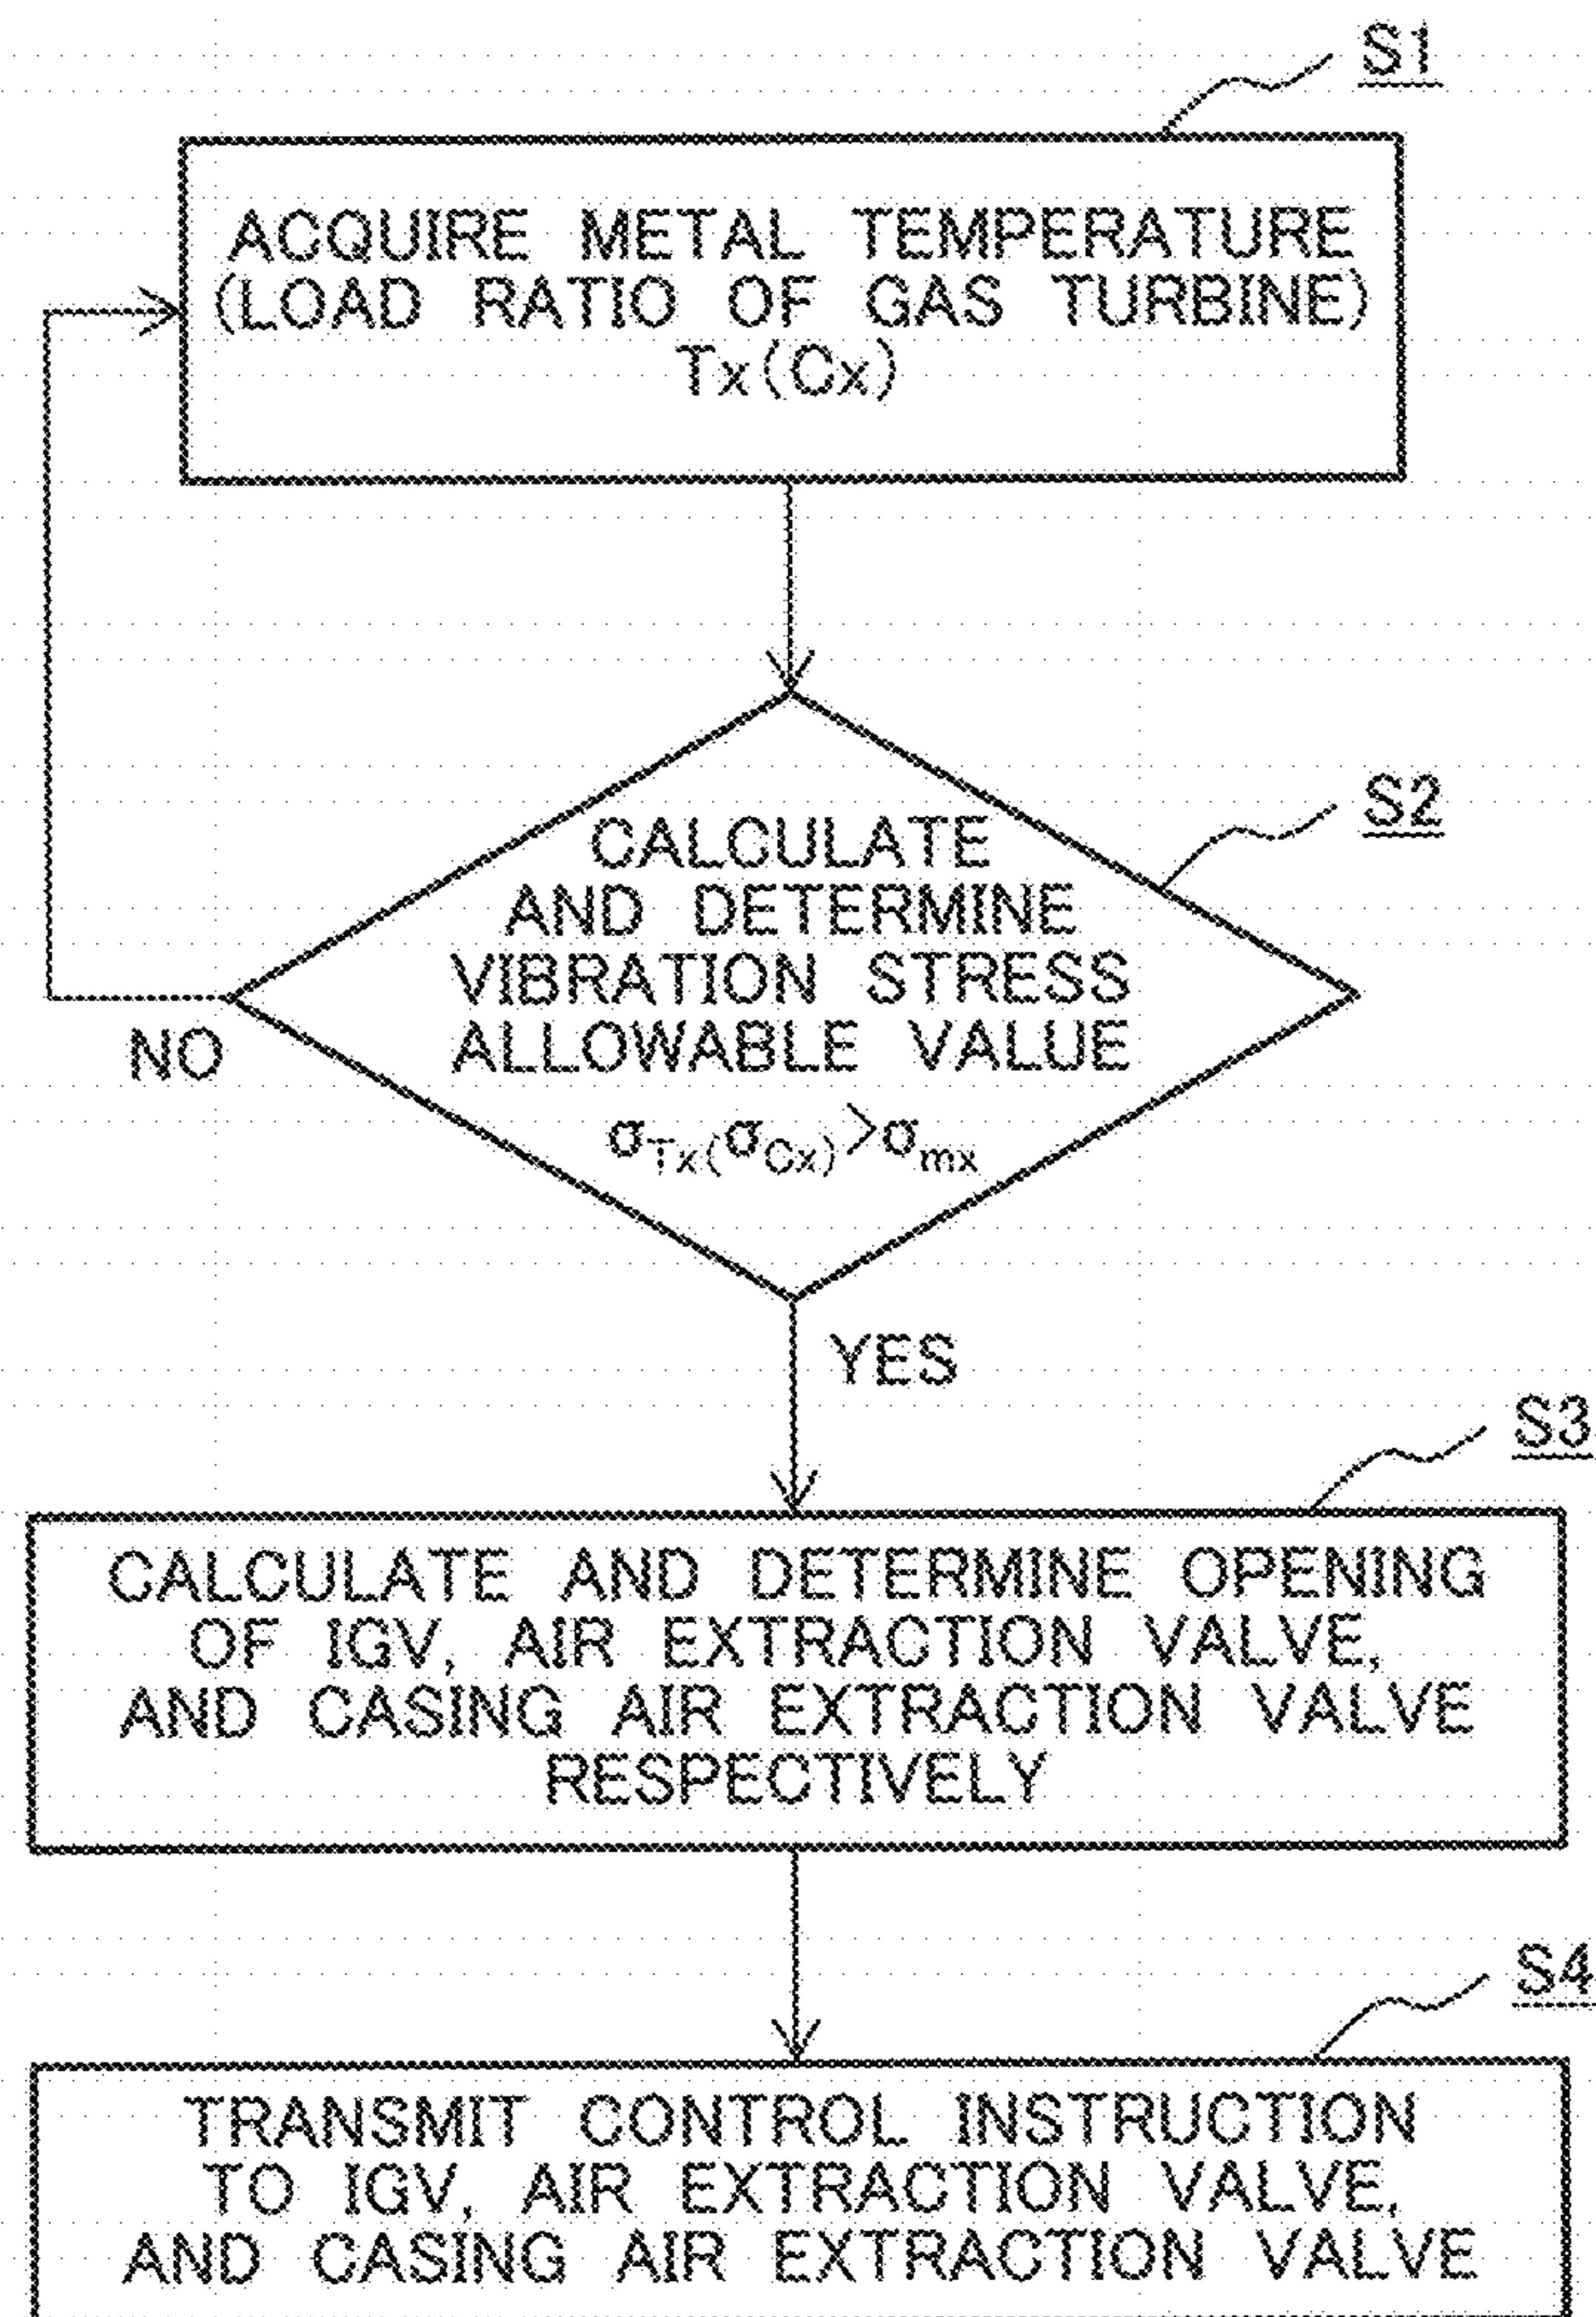 S1
ACQUIRE METAL TEMPERATURE
(LOAD RATIO OF GAS TURBINE)
Tx(Cx)
S2
CALCULATE
AND DETERMINE
VIBRATION STRESS
ALLOWABLE VALUE
σTx(σCx)>σmx
NO
YES
S3
CALCULATE AND DETERMINE OPENING
OF IGV, AIR EXTRACTION VALVE,
AND CASING AIR EXTRACTION VALVE
RESPECTIVELY
S4
TRANSMIT CONTROL INSTRUCTION
TO IGV, AIR EXTRACTION VALVE,
AND CASING AIR EXTRACTION VALVE